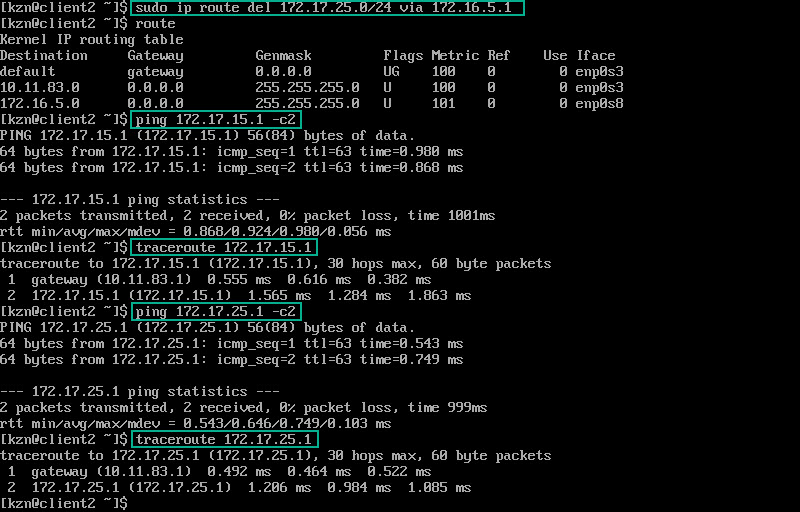 [kzn@client2 ~]$ sudo ip route del 172.17.25.0/24 via 172.16.5.1
[kzn@client2 ~]$ route
Kernel IP routing table
Destination     Gateway         Genmask         Flags Metric Ref    Use Iface
default         gateway         0.0.0.0         UG    100    0        0 enp0s3
10.11.83.0      0.0.0.0         255.255.255.0   U     100    0        0 enp0s3
172.16.5.0      0.0.0.0         255.255.255.0   U     101    0        0 enp0s8
[kzn@client2 ~]$ ping 172.17.15.1 -c2
PING 172.17.15.1 (172.17.15.1) 56(84) bytes of data.
64 bytes from 172.17.15.1: icmp_seq=1 ttl=63 time=0.980 ms
64 bytes from 172.17.15.1: icmp_seq=2 ttl=63 time=0.868 ms
--- 172.17.15.1 ping statistics ---
2 packets transmitted, 2 received, 0% packet loss, time 1001ms
rtt min/avg/max/mdev = 0.868/0.924/0.980/0.056 ms
[kzn@client2 ~]$ traceroute 172.17.15.1
traceroute to 172.17.15.1 (172.17.15.1), 30 hops max, 60 byte packets
 1  gateway (10.11.83.1)  0.555 ms  0.616 ms  0.382 ms
 2  172.17.15.1 (172.17.15.1)  1.565 ms  1.284 ms  1.863 ms
[kzn@client2 ~]$ ping 172.17.25.1 -c2
PING 172.17.25.1 (172.17.25.1) 56(84) bytes of data.
64 bytes from 172.17.25.1: icmp_seq=1 ttl=63 time=0.543 ms
64 bytes from 172.17.25.1: icmp_seq=2 ttl=63 time=0.749 ms
--- 172.17.25.1 ping statistics ---
2 packets transmitted, 2 received, 0% packet loss, time 999ms
rtt min/avg/max/mdev = 0.543/0.646/0.749/0.103 ms
[kzn@client2 ~]$ traceroute 172.17.25.1
traceroute to 172.17.25.1 (172.17.25.1), 30 hops max, 60 byte packets
 1  gateway (10.11.83.1)  0.492 ms  0.464 ms  0.522 ms
 2  172.17.25.1 (172.17.25.1)  1.206 ms  0.984 ms  1.085 ms
[kzn@client2 ~]$